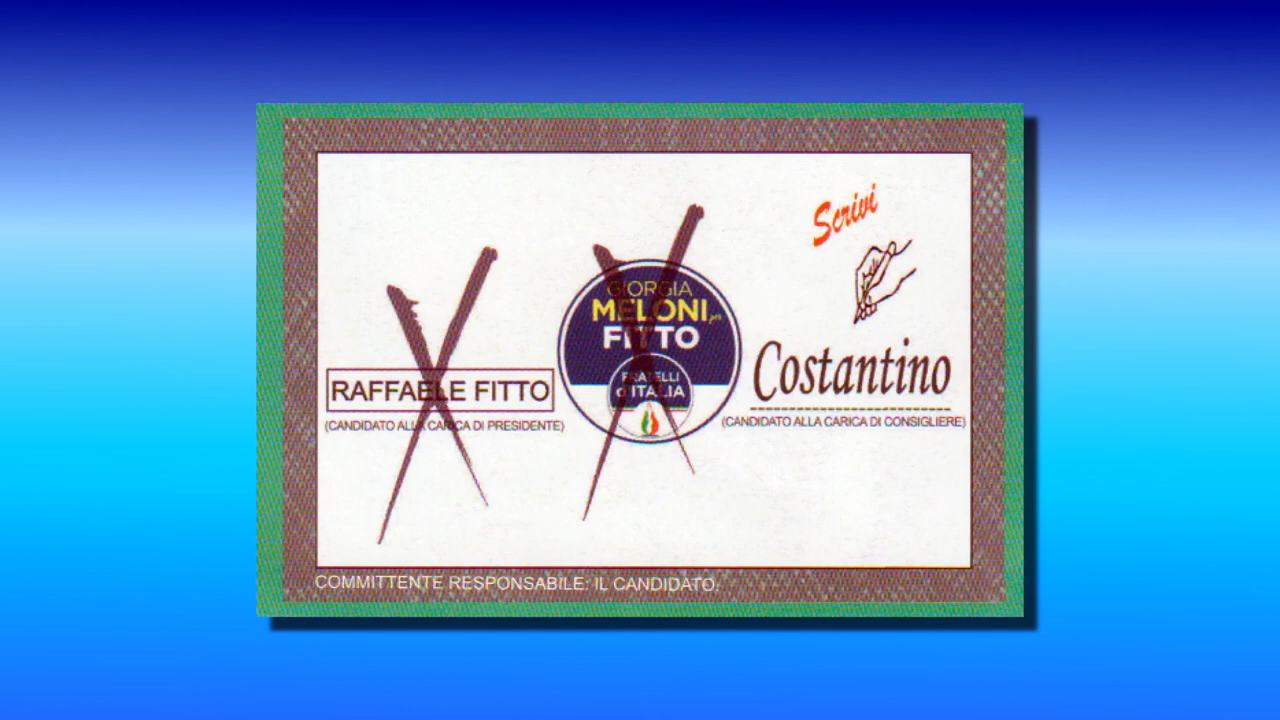 Scrivi
GIORGIA
MELONI per
FITTO
FRATELLI
d'ITALIA
RAFFAELE FITTO
(CANDIDATO ALLA CARICA DI PRESIDENTE)
Costantino
(CANDIDATO ALLA CARICA DI CONSIGLIERE)
COMMITTENTE RESPONSABILE: IL CANDIDATO.